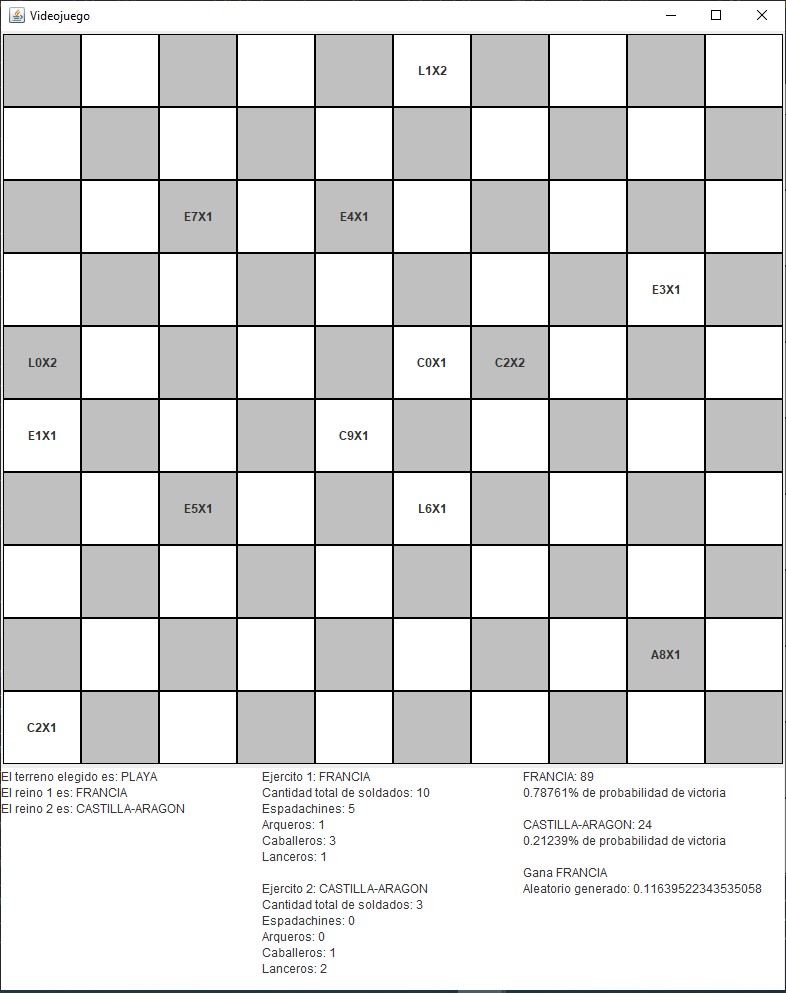 Videojuego
L1X2
E7X1 E4X1
E3X1
L0X2 C0X1 C2X2
E1X1 C9X1
E5X1 L6X1
A8X1
C2X1
El terreno elegido es: PLAYA
El reino 1 es: FRANCIA
El reino 2 es: CASTILLA-ARAGON
Ejercito 1: FRANCIA
Cantidad total de soldados: 10
Espadachines: 5
Arqueros: 1
Caballeros: 3
Lanceros: 1
Ejercito 2: CASTILLA-ARAGON
Cantidad total de soldados: 3
Espadachines: 0
Arqueros: 0
Caballeros: 1
Lanceros: 2
FRANCIA: 89
0.78761% de probabilidad de victoria
CASTILLA-ARAGON: 24
0.21239% de probabilidad de victoria
Gana FRANCIA
Aleatorio generado: 0.11639522343535058